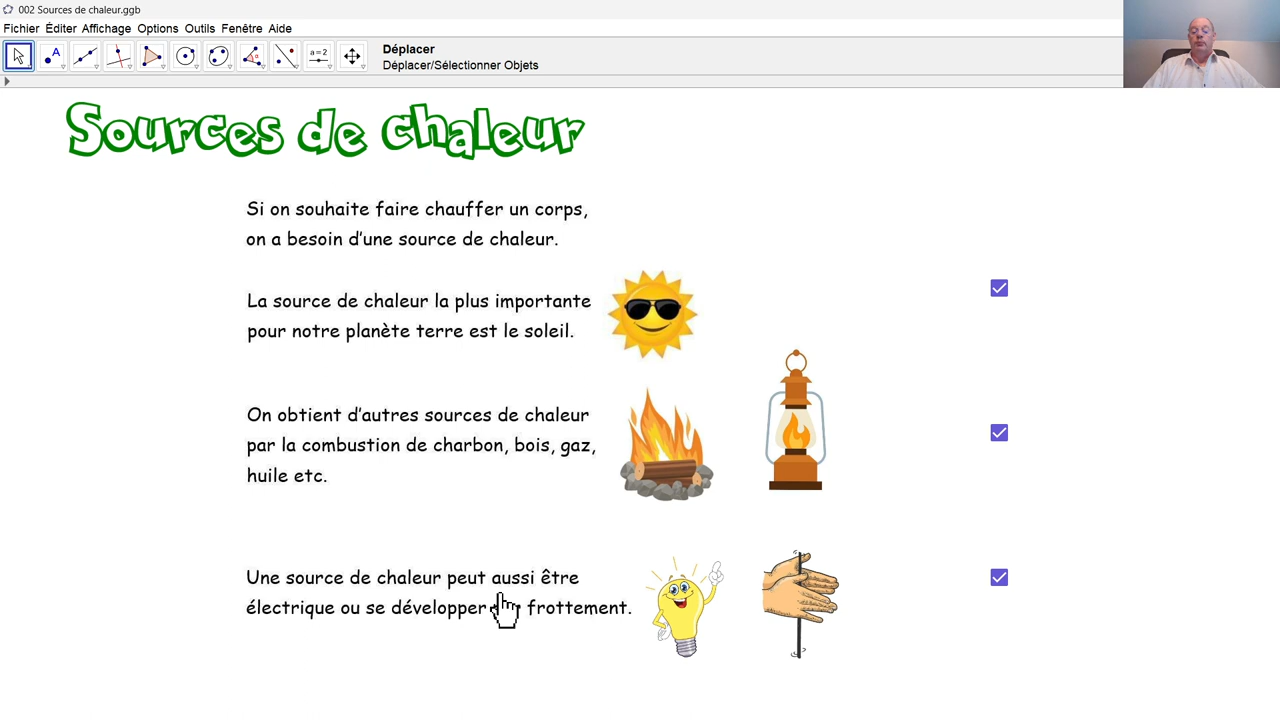 002 Sources de chaleur.ggb
Fichier Éditer Affichage Options Outils Fenêtre Aide
A
a=2
Déplacer
Déplacer/Sélectionner Objets
Sources de chaleur
Si on souhaite faire chauffer un corps,
on a besoin d'une source de chaleur.
La source de chaleur la plus importante
pour notre planète terre est le soleil.
On obtient d'autres sources de chaleur
par la combustion de charbon, bois, gaz,
huile etc.
Une source de chaleur peut aussi être
électrique ou se développer frottement.